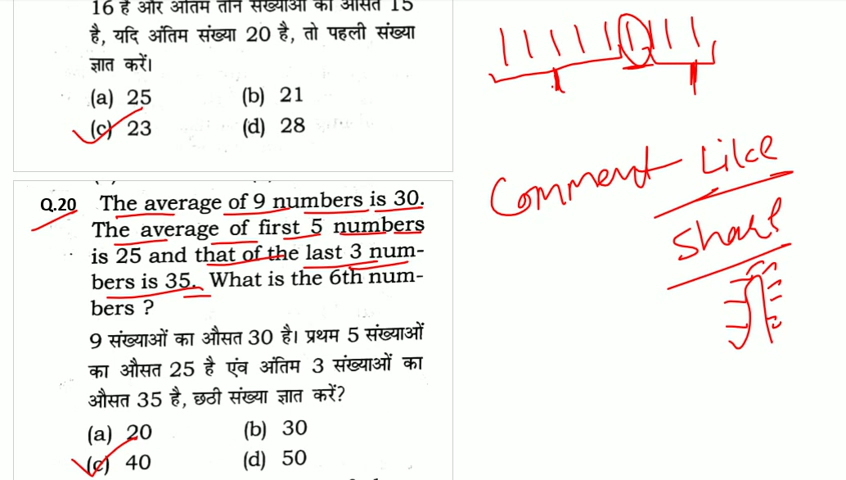 16 है और अंतिम तीन संख्याओं का औसत 15
है, यदि अंतिम संख्या 20 है, तो पहली संख्या
ज्ञात करें।
(a) 25 (b) 21
(c) 23 (d) 28
Q.20 The average of 9 numbers is 30.
The average of first 5 numbers
is 25 and that of the last 3 num-
bers is 35. What is the 6th num-
bers ?
9 संख्याओं का औसत 30 है। प्रथम 5 संख्याओं
का औसत 25 है एंव अंतिम 3 संख्याओं का
औसत 35 है, छठी संख्या ज्ञात करें?
(a) 20 (b) 30
(c) 40 (d) 50
Comment Like
Share